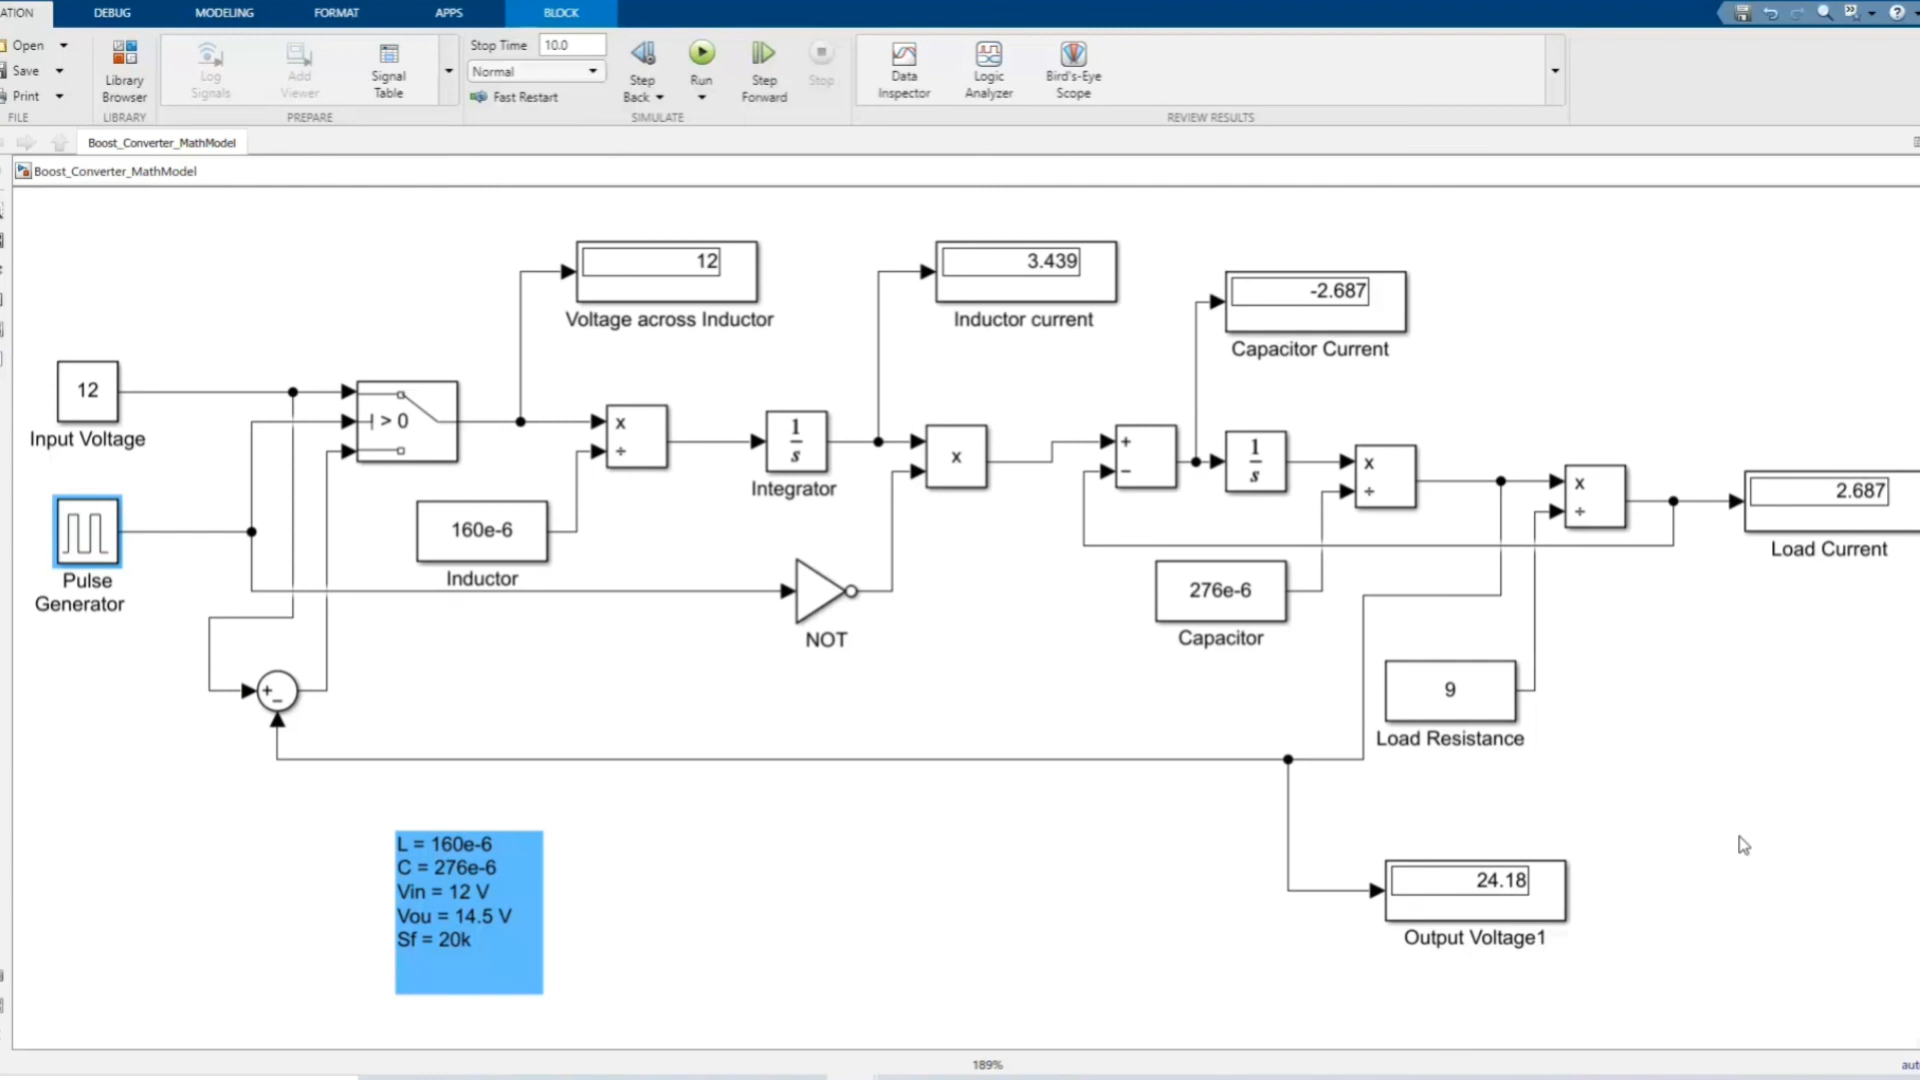 ATION DEBUG MODELING FORMAT APPS BLOCK
Open
Save
Print
FILE
Library
Browser
LIBRARY
Log
Signals
Add
Viewer
Signal
Table
PREPARE
Stop Time 10.0
Normal
Fast Restart
Step
Back
Run
Step
Forward
Stop
SIMULATE
Data
Inspector
Logic
Analyzer
Bird's-Eye
Scope
REVIEW RESULTS
Boost_Converter_MathModel
Boost_Converter_MathModel
12
Voltage across Inductor
3.439
Inductor current
-2.687
Capacitor Current
12
Input Voltage
> 0
x
÷
1
s
Integrator
x
+
−
1
s
x
÷
x
÷
2.687
Load Current
Pulse
Generator
160e-6
Inductor
NOT
276e-6
Capacitor
9
Load Resistance
+
−
L = 160e-6
C = 276e-6
Vin = 12 V
Vou = 14.5 V
Sf = 20k
24.18
Output Voltage1
189%
aut